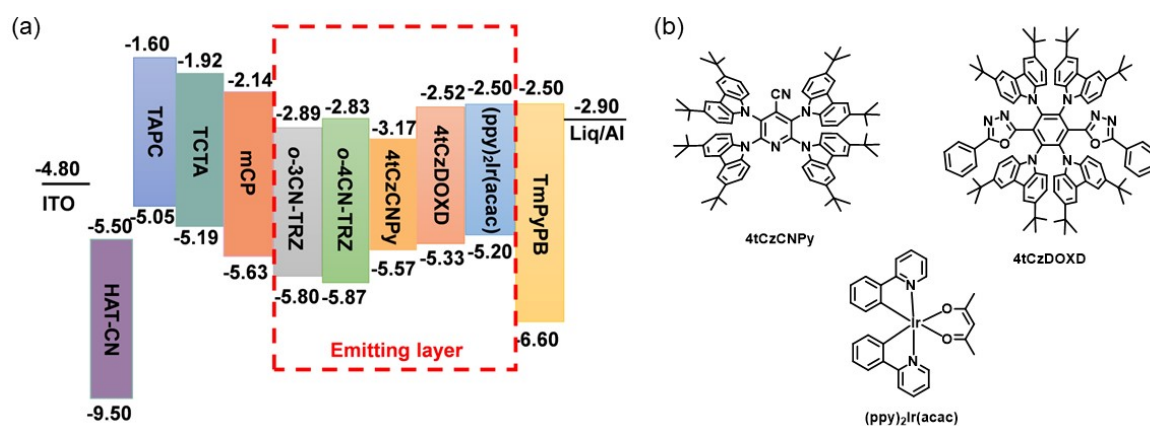 (a)
-1.60
-1.92
-2.14
-2.89
-2.83
-3.17
-2.52
-2.50
-2.50
-2.90
Liq/Al
-4.80
ITO
HAT-CN
TAPC
TCTA
mCP
o-3CN-TRZ
o-4CN-TRZ
4tCzCNPy
4tCzDOXD
(ppy)₂Ir(acac)
TmPyPB
-5.50
-5.05
-5.19
-5.63
-5.80
-5.87
-5.57
-5.33
-5.20
-6.60
-9.50
Emitting layer
(b)
CN
N
N
N
N
N
4tCzCNPy
N
N
N-N
O
N-N
O
N
N
4tCzDOXD
N
Ir
O
O
N
(ppy)₂Ir(acac)